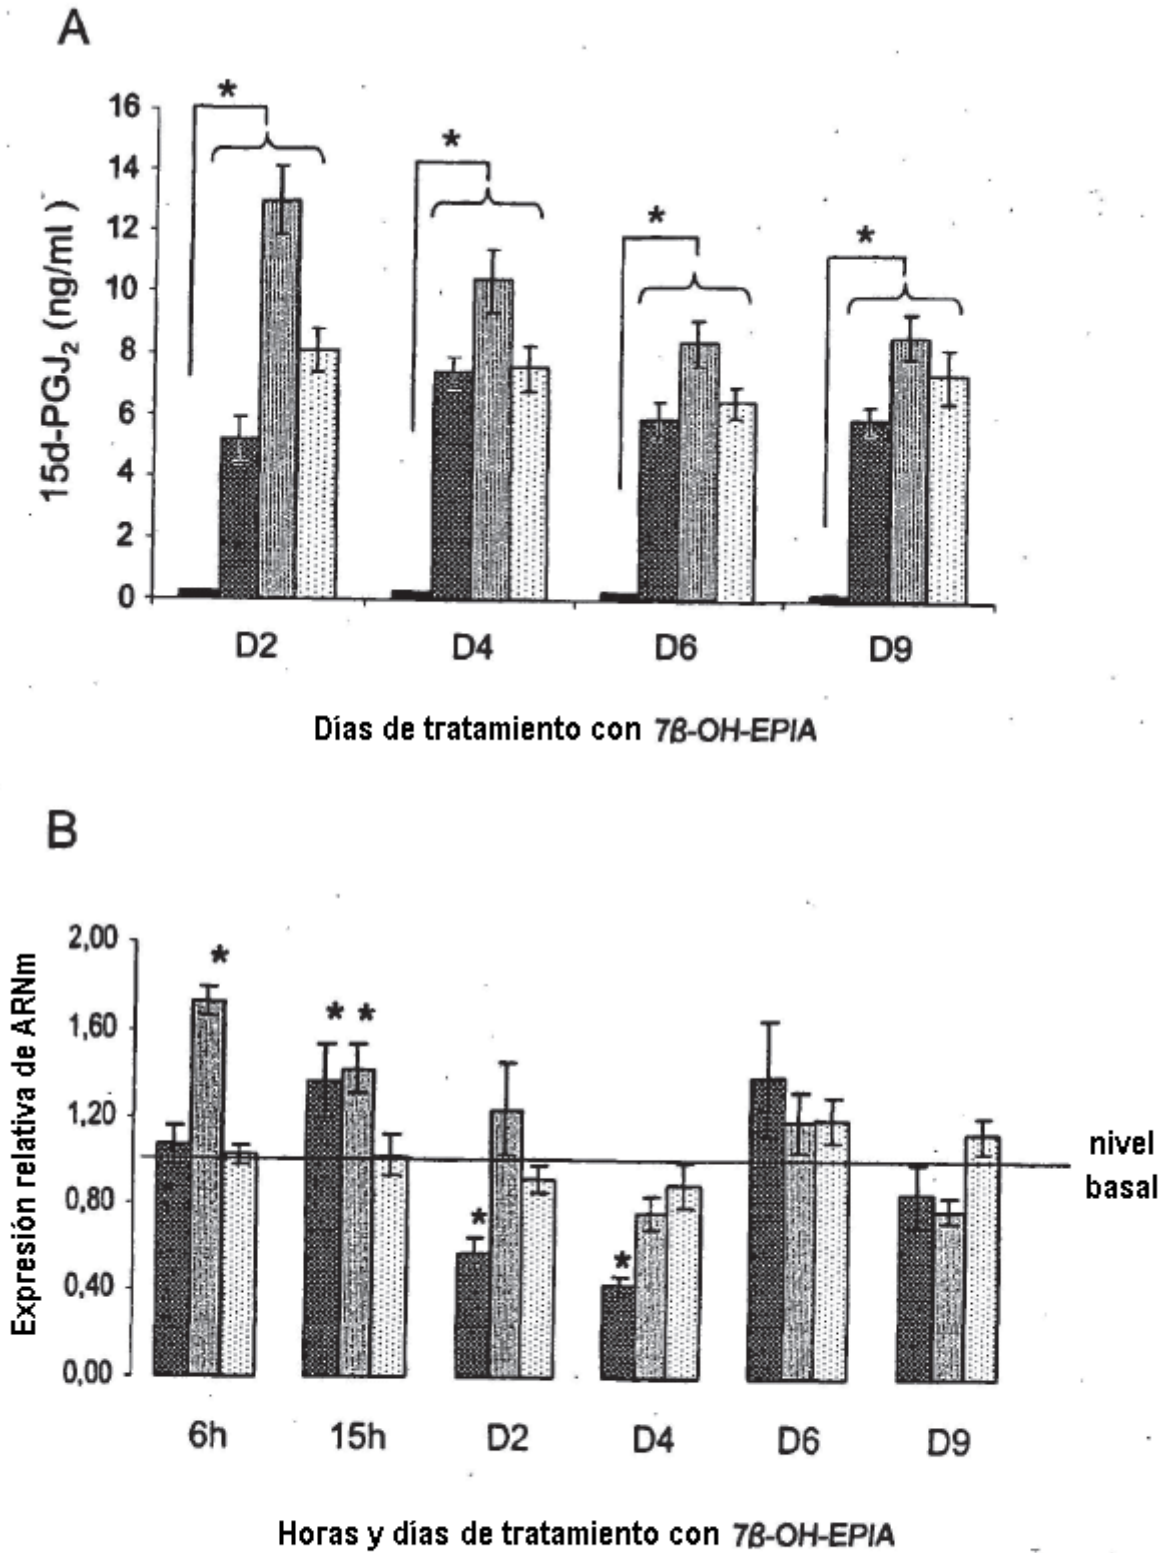 A
*
16
*
14
*
12
*
10
8
6
4
2
0
15d-PGJ₂ (ng/ml )
D2 D4 D6 D9
Días de tratamiento con 7ß-OH-EPIA
B
2,00
*
1,60
* *
1,20
nivel
basal
0,80
*
*
0,40
0,00
Expresión relativa de ARNm
6h 15h D2 D4 D6 D9
Horas y días de tratamiento con 7ß-OH-EPIA